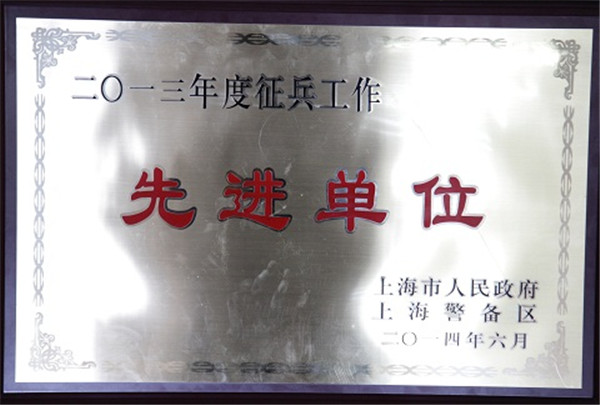 二〇一三年度征兵工作
先进单位
上海市人民政府
上海警备区
二〇一四年六月